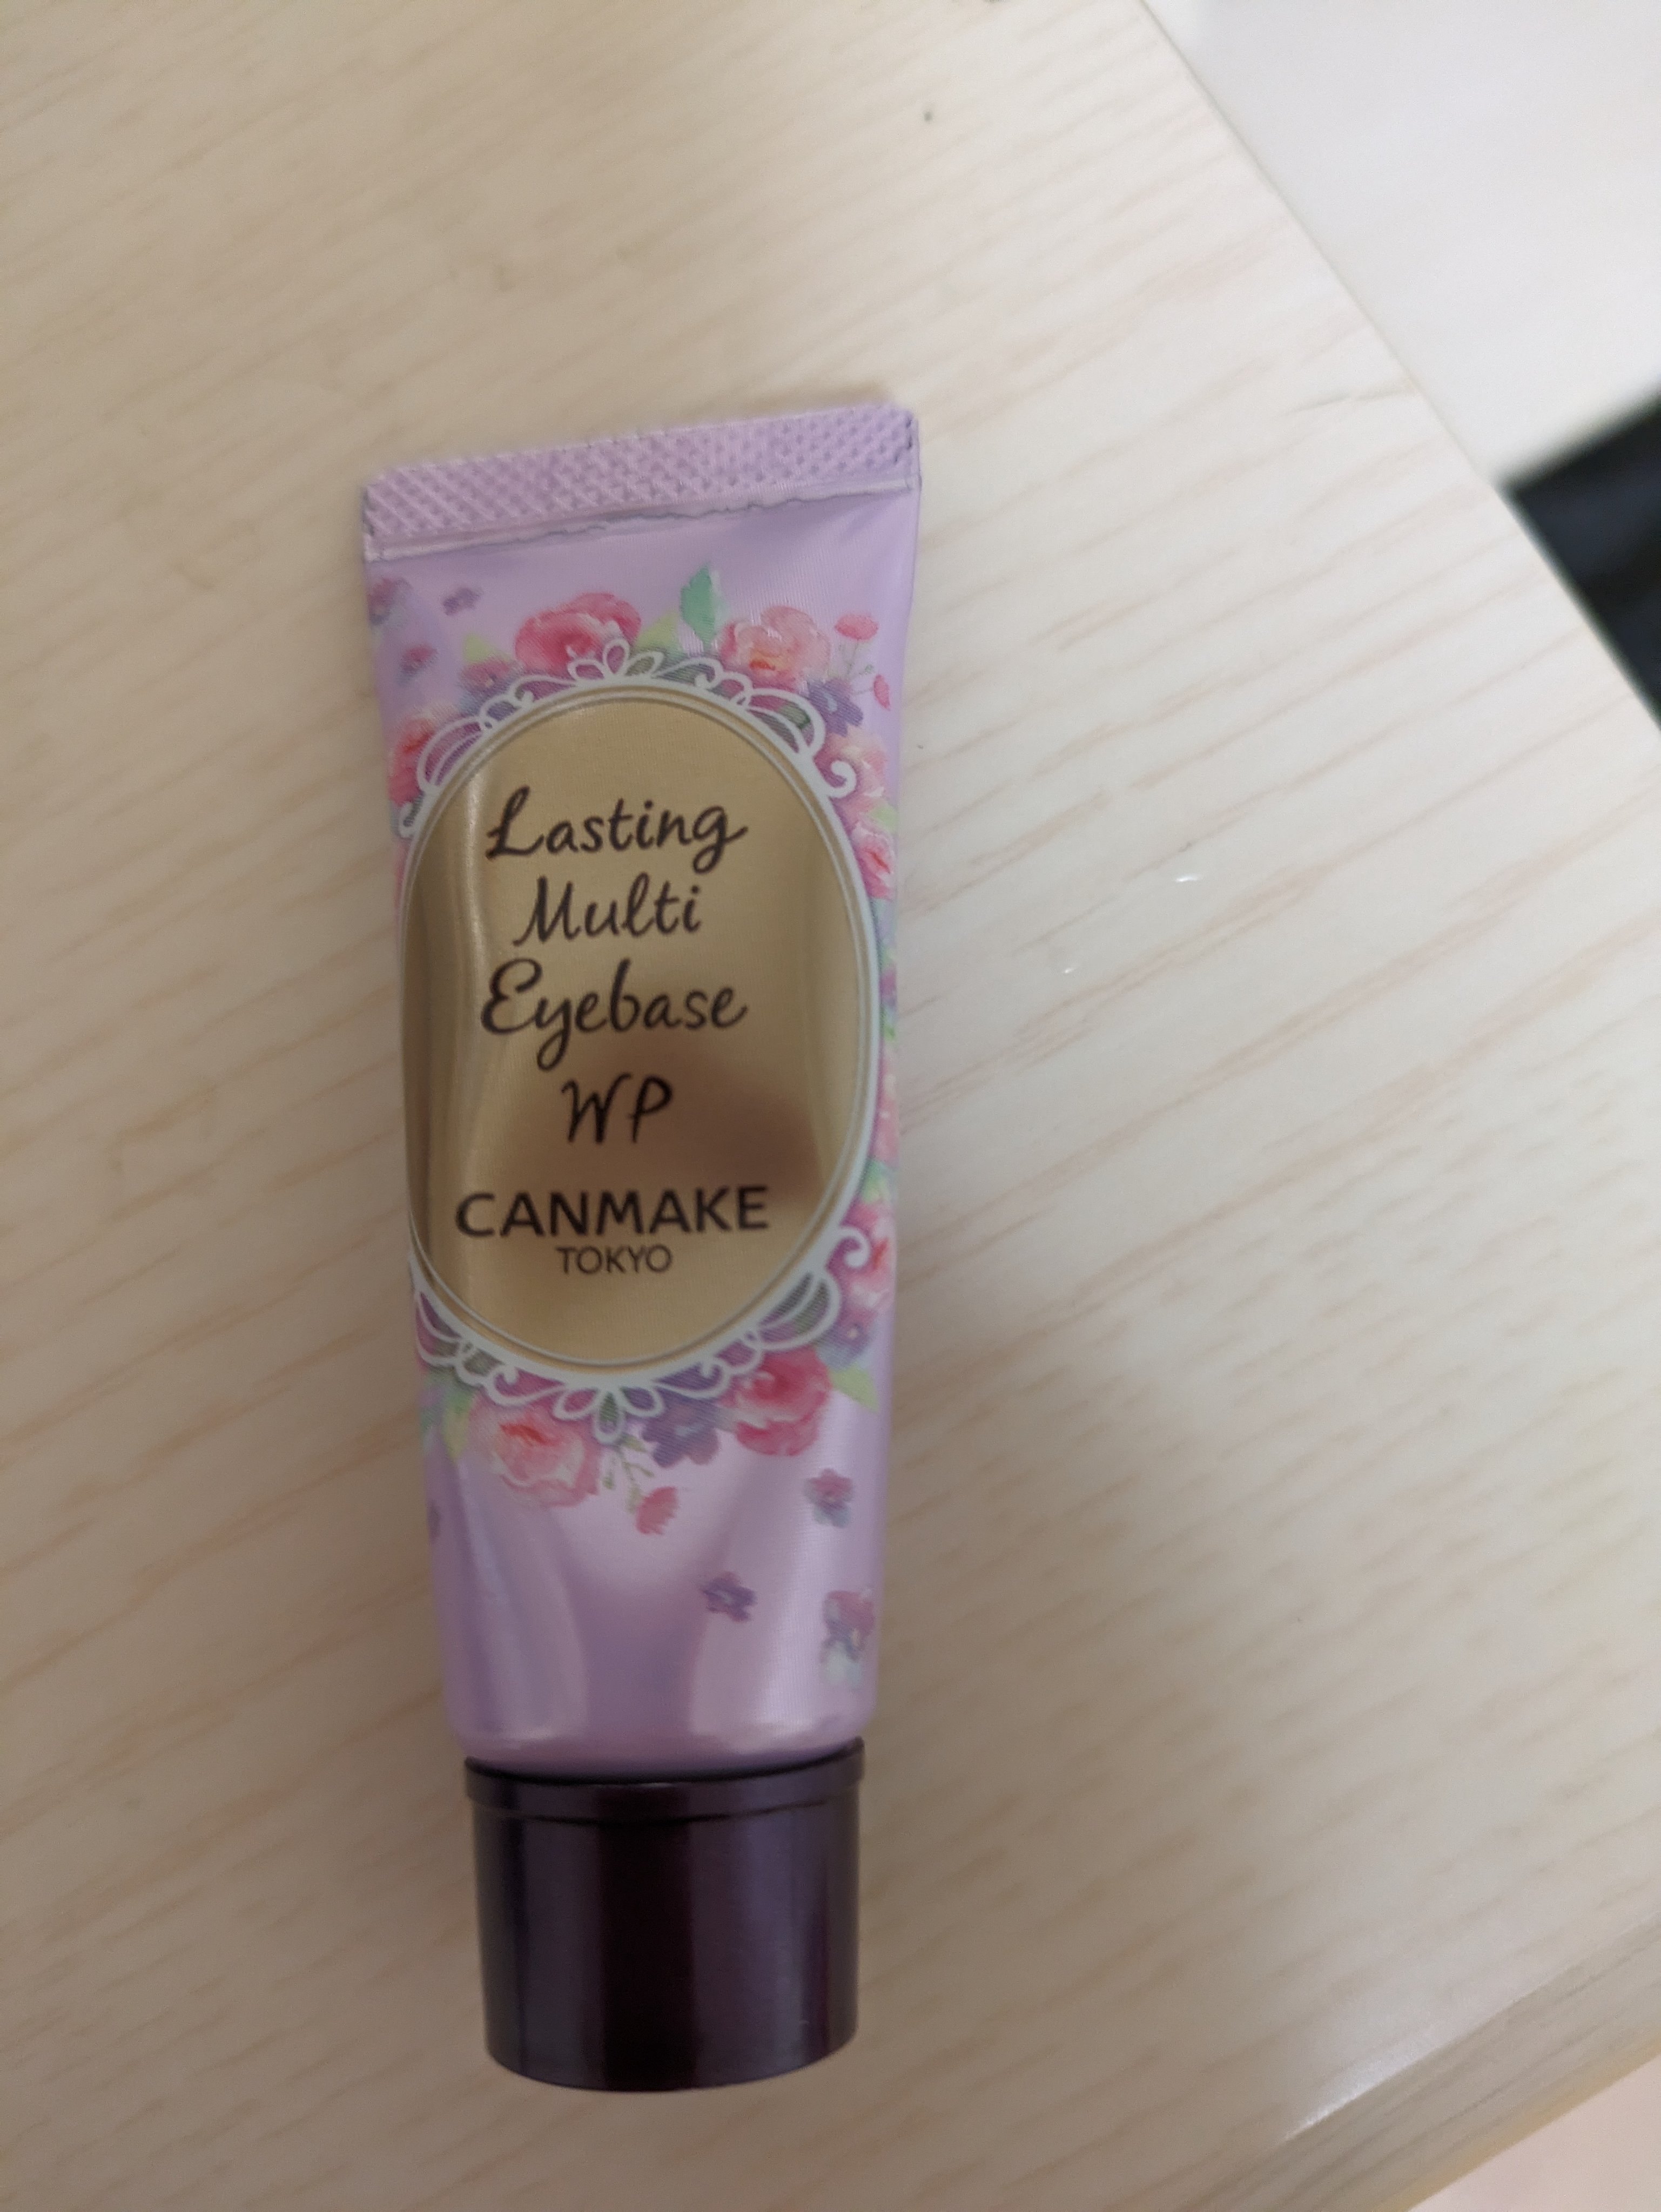 Lasting
Multi
Eyebase
WP
CANMAKE
TOKYO